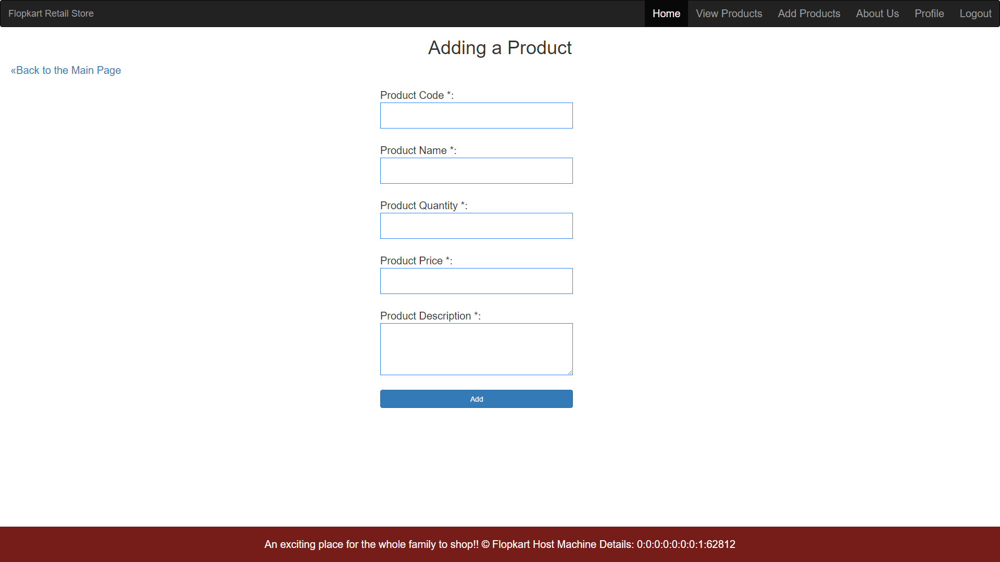 Flopkart Retail Store Home View Products Add Products About Us Profile Logout
Adding a Product
«Back to the Main Page
Product Code *:
Product Name *:
Product Quantity *:
Product Price *:
Product Description *:
Add
An exciting place for the whole family to shop!! © Flopkart Host Machine Details: 0:0:0:0:0:0:0:1:62812